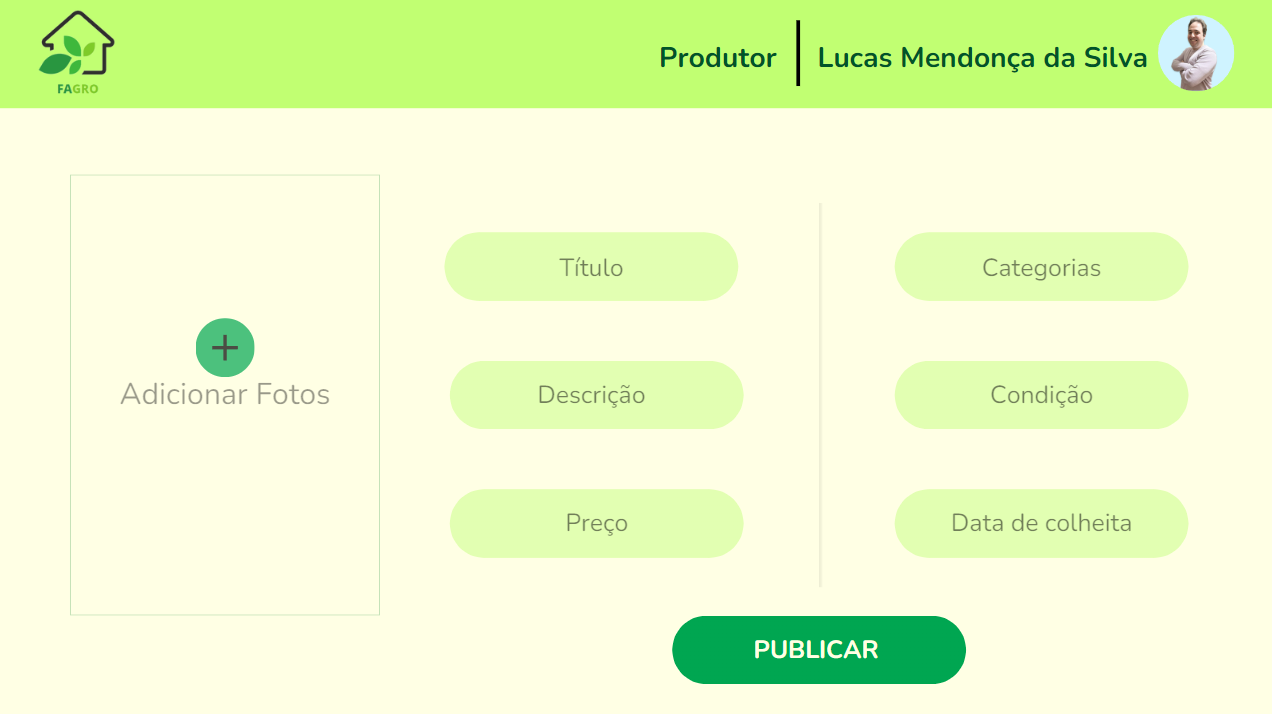 FAGRO
Produtor
Lucas Mendonça da Silva
Adicionar Fotos
Título
Descrição
Preço
Categorias
Condição
Data de colheita
PUBLICAR